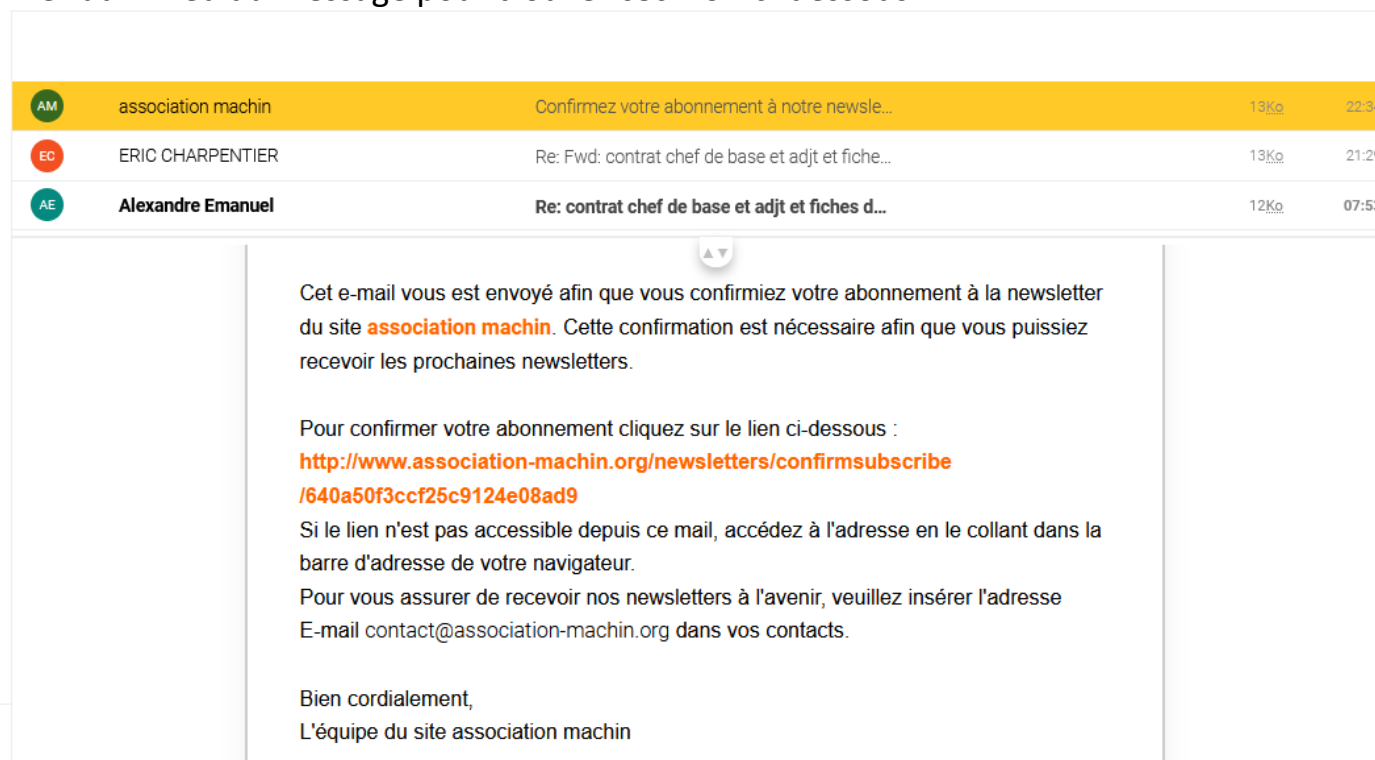 AM association machin Confirmez votre abonnement à notre newsle... 13Ko 22:3
EC ERIC CHARPENTIER Re: Fwd: contrat chef de base et adjt et fiche... 13Ko 21:2
AE Alexandre Emanuel Re: contrat chef de base et adjt et fiches d... 12Ko 07:53
Cet e-mail vous est envoyé afin que vous confirmiez votre abonnement à la newsletter
du site association machin. Cette confirmation est nécessaire afin que vous puissiez
recevoir les prochaines newsletters.
Pour confirmer votre abonnement cliquez sur le lien ci-dessous :
http://www.association-machin.org/newsletters/confirmsubscribe
/640a50f3ccf25c9124e08ad9
Si le lien n'est pas accessible depuis ce mail, accédez à l'adresse en le collant dans la
barre d'adresse de votre navigateur.
Pour vous assurer de recevoir nos newsletters à l'avenir, veuillez insérer l'adresse
E-mail contact@association-machin.org dans vos contacts.
Bien cordialement,
L'équipe du site association machin